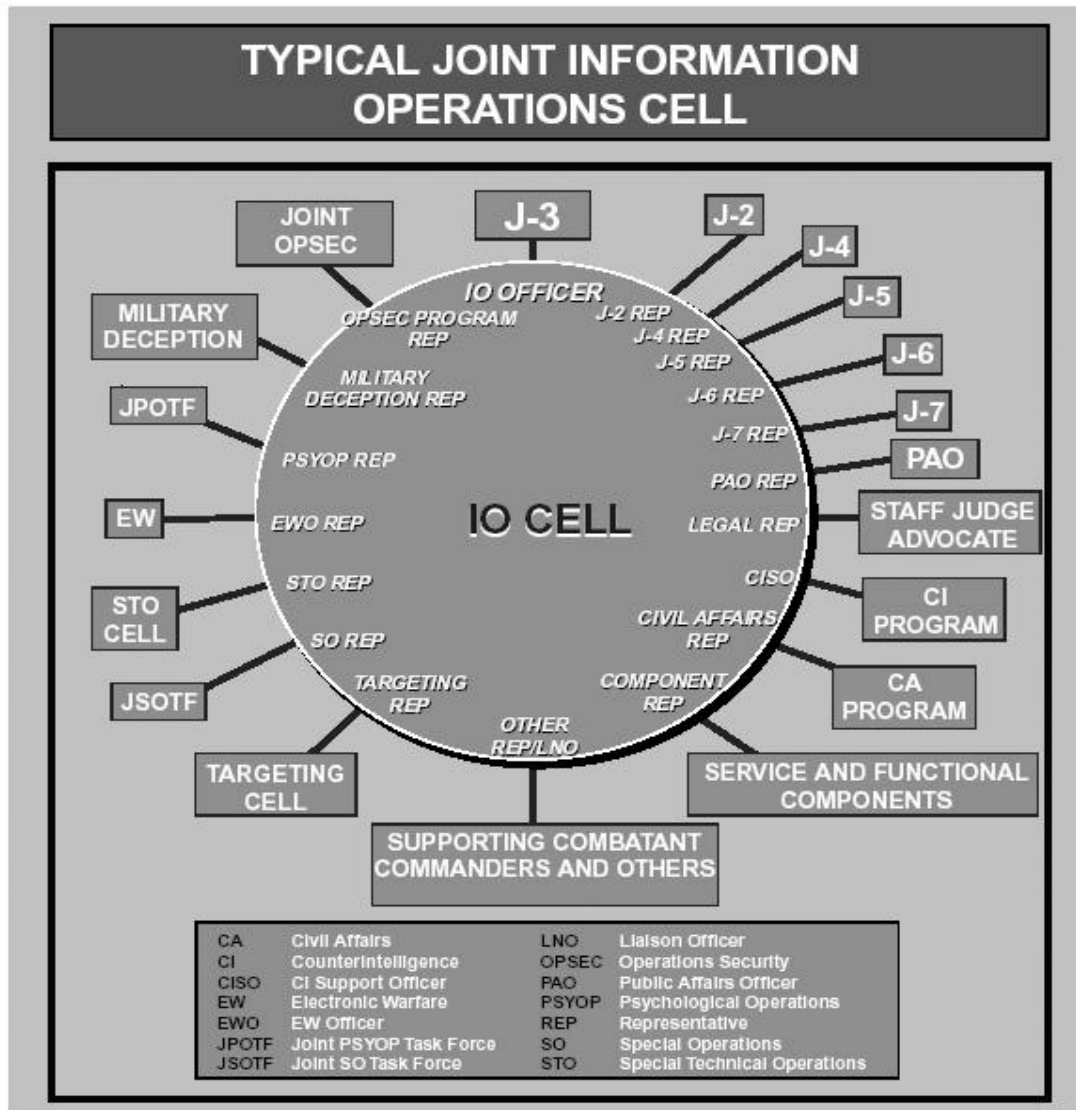 TYPICAL JOINT INFORMATION
OPERATIONS CELL
J-3
JOINT
OPSEC
MILITARY
DECEPTION
JPOTF
EW
STO
CELL
JSOTF
TARGETING
CELL
SUPPORTING COMBATANT
COMMANDERS AND OTHERS
J-2
J-4
J-5
J-6
J-7
PAO
STAFF JUDGE
ADVOCATE
CI
PROGRAM
CA
PROGRAM
SERVICE AND FUNCTIONAL
COMPONENTS
IO OFFICER
OPSEC PROGRAM
REP
MILITARY
DECEPTION REP
PSYOP REP
EWO REP
STO REP
SO REP
TARGETING
REP
OTHER
REP/LNO
J-2 REP
J-4 REP
J-5 REP
J-6 REP
J-7 REP
PAO REP
LEGAL REP
CISO
CIVIL AFFAIRS
REP
COMPONENT
REP
IO CELL
CA Civil Affairs
CI Counterintelligence
CISO CI Support Officer
EW Electronic Warfare
EWO EW Officer
JPOTF Joint PSYOP Task Force
JSOTF Joint SO Task Force
LNO Liaison Officer
OPSEC Operations Security
PAO Public Affairs Officer
PSYOP Psychological Operations
REP Representative
SO Special Operations
STO Special Technical Operations